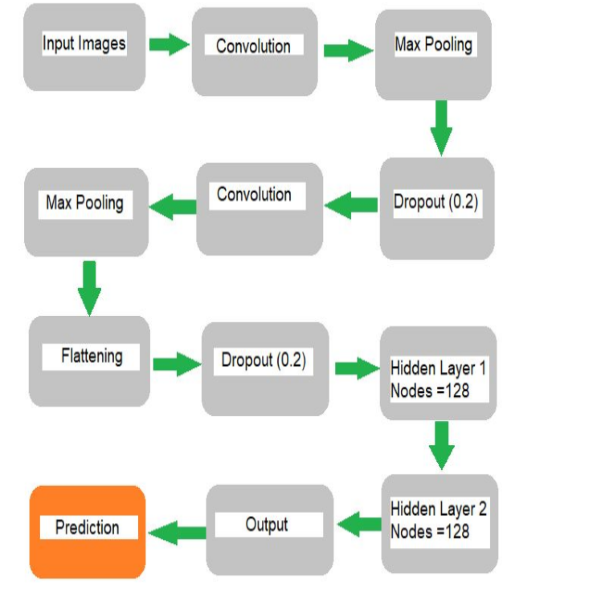 Input Images
Convolution
Max Pooling
Dropout (0.2)
Convolution
Max Pooling
Flattening
Dropout (0.2)
Hidden Layer 1
Nodes =128
Hidden Layer 2
Nodes =128
Output
Prediction